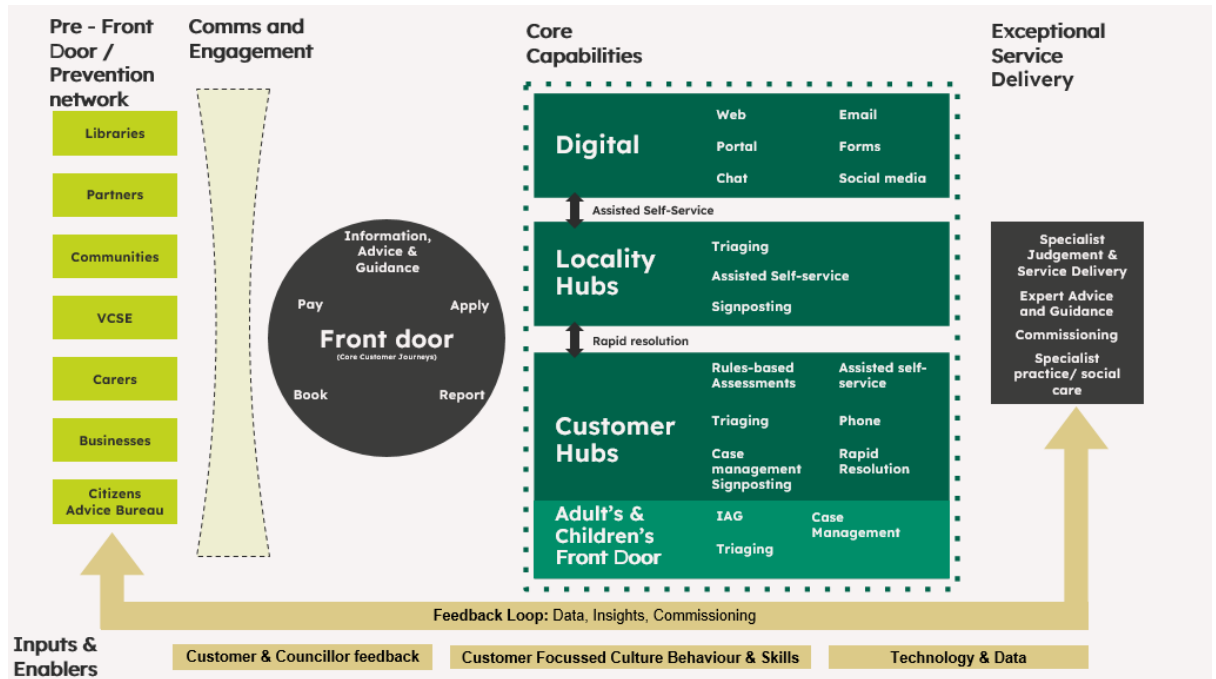 Pre - Front
Door /
Prevention
network
Libraries
Partners
Communities
VCSE
Carers
Businesses
Citizens
Advice Bureau
Comms and
Engagement
Information,
Advice &
Guidance
Pay
Apply
Front door
(Core Customer Journeys)
Book
Report
Core
Capabilities
Digital
Web
Email
Portal
Forms
Chat
Social media
Assisted Self-Service
Locality
Hubs
Triaging
Assisted Self-service
Signposting
Rapid resolution
Customer
Hubs
Rules-based
Assessments
Assisted self-
service
Triaging
Phone
Case
management
Signposting
Rapid
Resolution
Adult's &
Children's
Front Door
IAG
Case
Management
Triaging
Exceptional
Service
Delivery
Specialist
Judgement &
Service Delivery
Expert Advice
and Guidance
Commissioning
Specialist
practice/ social
care
Feedback Loop: Data, Insights, Commissioning
Inputs &
Enablers
Customer & Councillor feedback
Customer Focussed Culture Behaviour & Skills
Technology & Data